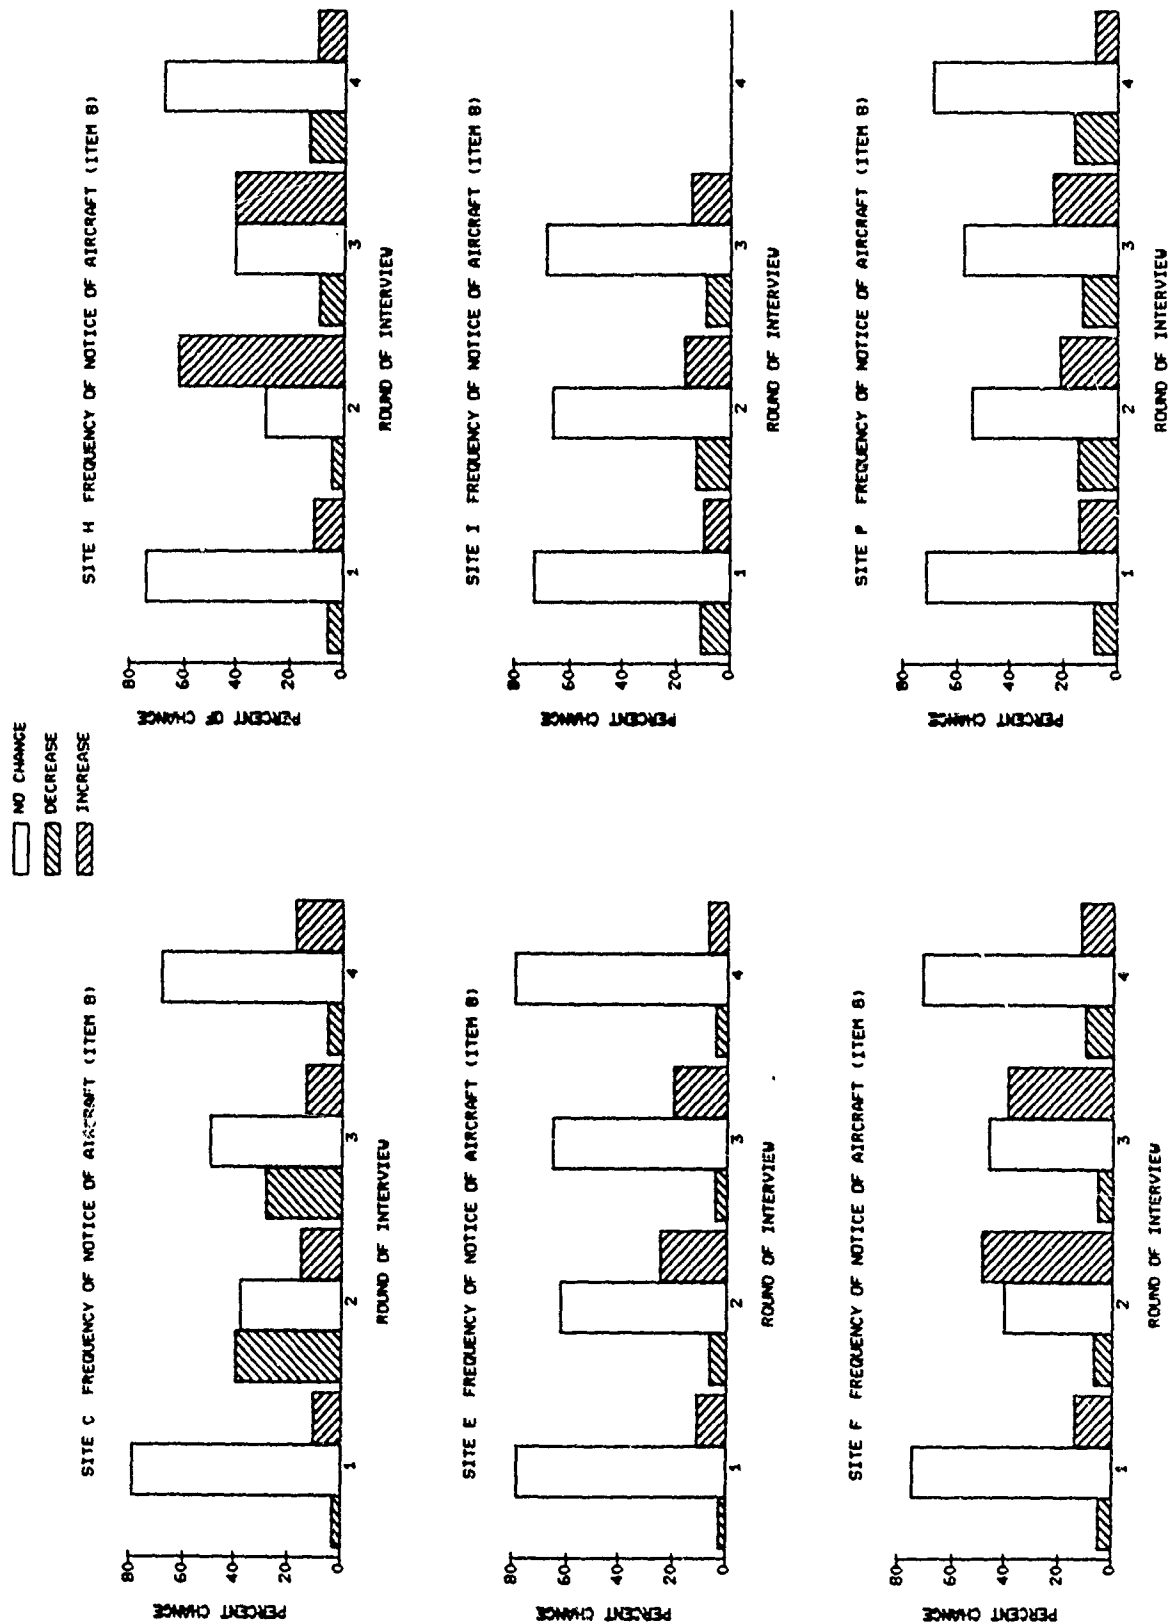 NO CHANGE
DECREASE
INCREASE
SITE C FREQUENCY OF NOTICE OF AIRCRAFT (ITEM 8)
PERCENT CHANGE
80
60
40
20
0
1 2 3 4
ROUND OF INTERVIEW
SITE H FREQUENCY OF NOTICE OF AIRCRAFT (ITEM 8)
PERCENT OF CHANGE
80
60
40
20
0
1 2 3 4
ROUND OF INTERVIEW
SITE E FREQUENCY OF NOTICE OF AIRCRAFT (ITEM 8)
PERCENT CHANGE
80
60
40
20
0
1 2 3 4
ROUND OF INTERVIEW
SITE I FREQUENCY OF NOTICE OF AIRCRAFT (ITEM 8)
PERCENT CHANGE
80
60
40
20
0
1 2 3 4
ROUND OF INTERVIEW
SITE F FREQUENCY OF NOTICE OF AIRCRAFT (ITEM 8)
PERCENT CHANGE
80
60
40
20
0
1 2 3 4
ROUND OF INTERVIEW
SITE P FREQUENCY OF NOTICE OF AIRCRAFT (ITEM 8)
PERCENT CHANGE
80
60
40
20
0
1 2 3 4
ROUND OF INTERVIEW